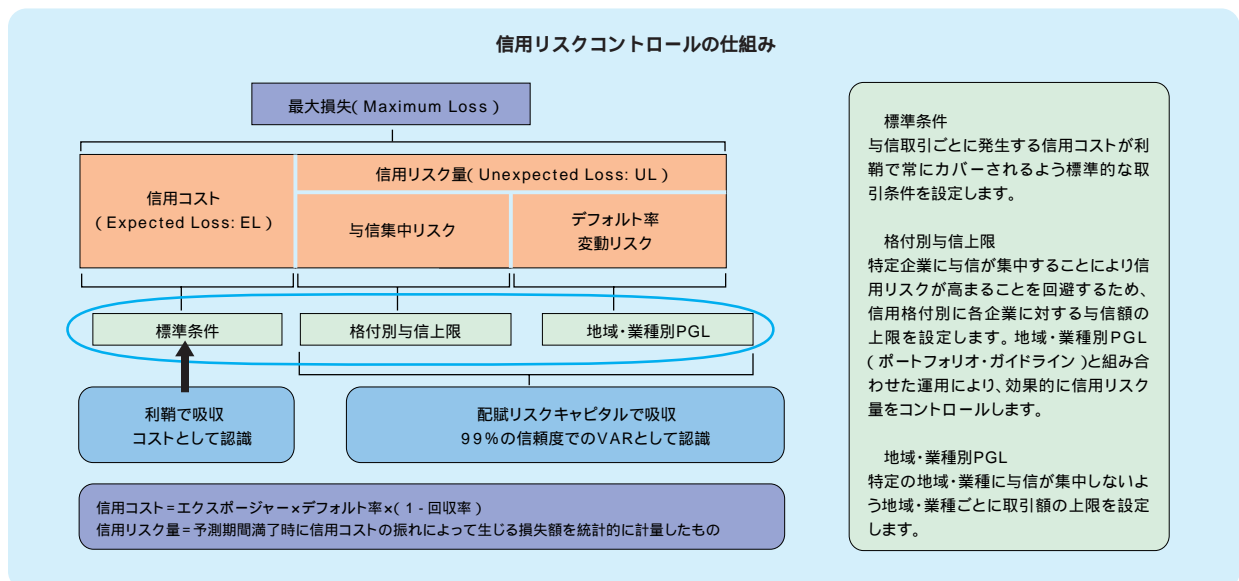 信用リスクコントロールの仕組み
最大損失( Maximum Loss )
信用コスト
( Expected Loss: EL )
信用リスク量( Unexpected Loss: UL )
与信集中リスク
デフォルト率
変動リスク
標準条件
格付別与信上限
地域・業種別PGL
利鞘で吸収
コストとして認識
配賦リスクキャピタルで吸収
99%の信頼度でのVARとして認識
信用コスト=エクスポージャー×デフォルト率×( 1 - 回収率 )
信用リスク量=予測期間満了時に信用コストの振れによって生じる損失額を統計的に計量したもの
標準条件
与信取引ごとに発生する信用コストが利
鞘で常にカバーされるよう標準的な取
引条件を設定します。
格付別与信上限
特定企業に与信が集中することにより信
用リスクが高まることを回避するため、
信用格付別に各企業に対する与信額の
上限を設定します。地域・業種別PGL
( ポートフォリオ・ガイドライン )と組み合
わせた運用により、効果的に信用リスク
量をコントロールします。
地域・業種別PGL
特定の地域・業種に与信が集中しないよ
う地域・業種ごとに取引額の上限を設定
します。